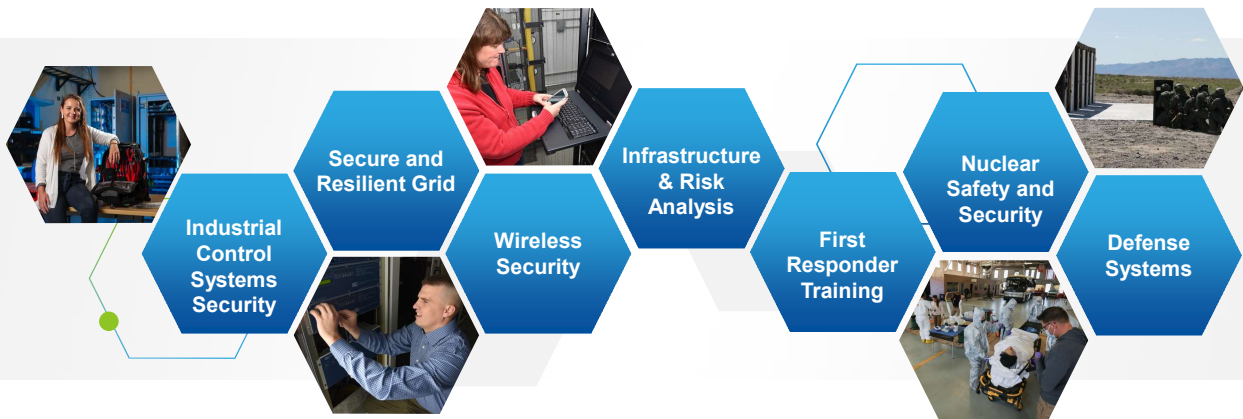 Industrial
Control
Systems
Security
Secure and
Resilient Grid
Wireless
Security
Infrastructure
& Risk
Analysis
First
Responder
Training
Nuclear
Safety and
Security
Defense
Systems